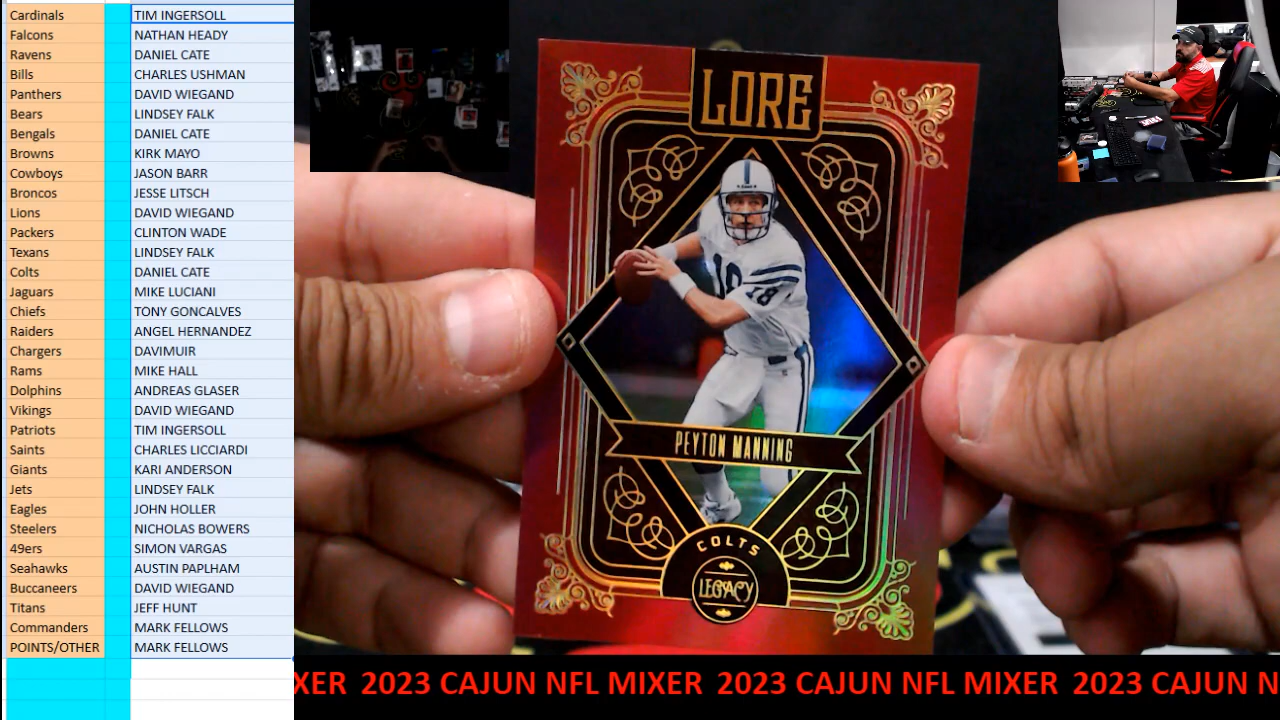 Cardinals TIM INGERSOLL
Falcons NATHAN HEADY
Ravens DANIEL CATE
Bills CHARLES USHMAN
Panthers DAVID WIEGAND
Bears LINDSEY FALK
Bengals DANIEL CATE
Browns KIRK MAYO
Cowboys JASON BARR
Broncos JESSE LITSCH
Lions DAVID WIEGAND
Packers CLINTON WADE
Texans LINDSEY FALK
Colts DANIEL CATE
Jaguars MIKE LUCIANI
Chiefs TONY GONCALVES
Raiders ANGEL HERNANDEZ
Chargers DAVIMUIR
Rams MIKE HALL
Dolphins ANDREAS GLASER
Vikings DAVID WIEGAND
Patriots TIM INGERSOLL
Saints CHARLES LICCIARDI
Giants KARI ANDERSON
Jets LINDSEY FALK
Eagles JOHN HOLLER
Steelers NICHOLAS BOWERS
49ers SIMON VARGAS
Seahawks AUSTIN PAPLHAM
Buccaneers DAVID WIEGAND
Titans JEFF HUNT
Commanders MARK FELLOWS
POINTS/OTHER MARK FELLOWS
LORE
18
18
PEYTON MANNING
COLTS
LEGACY
XER 2023 CAJUN NFL MIXER 2023 CAJUN NFL MIXER 2023 CAJUN N